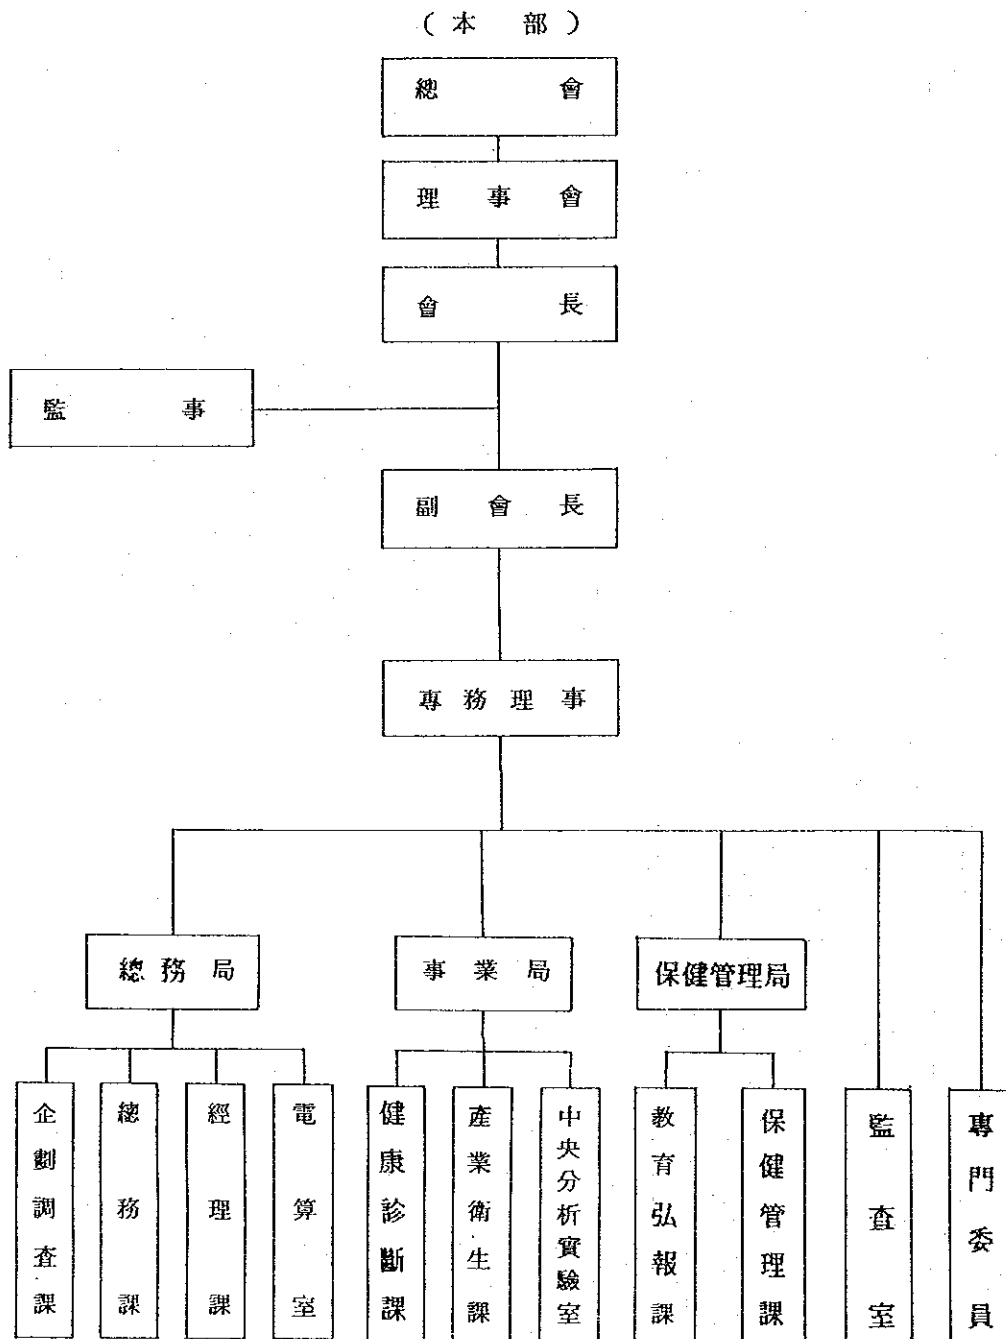 (本 部)
總 會
理 事 會
會 長
監 事
副 會 長
專 務 理 事
總 務 局
事 業 局
保健管理局
企劃調査課
總務課
經理課
電算室
健康診斷課
産業衛生課
中央分析實驗室
教育弘報課
保健管理課
監査室
專門委員